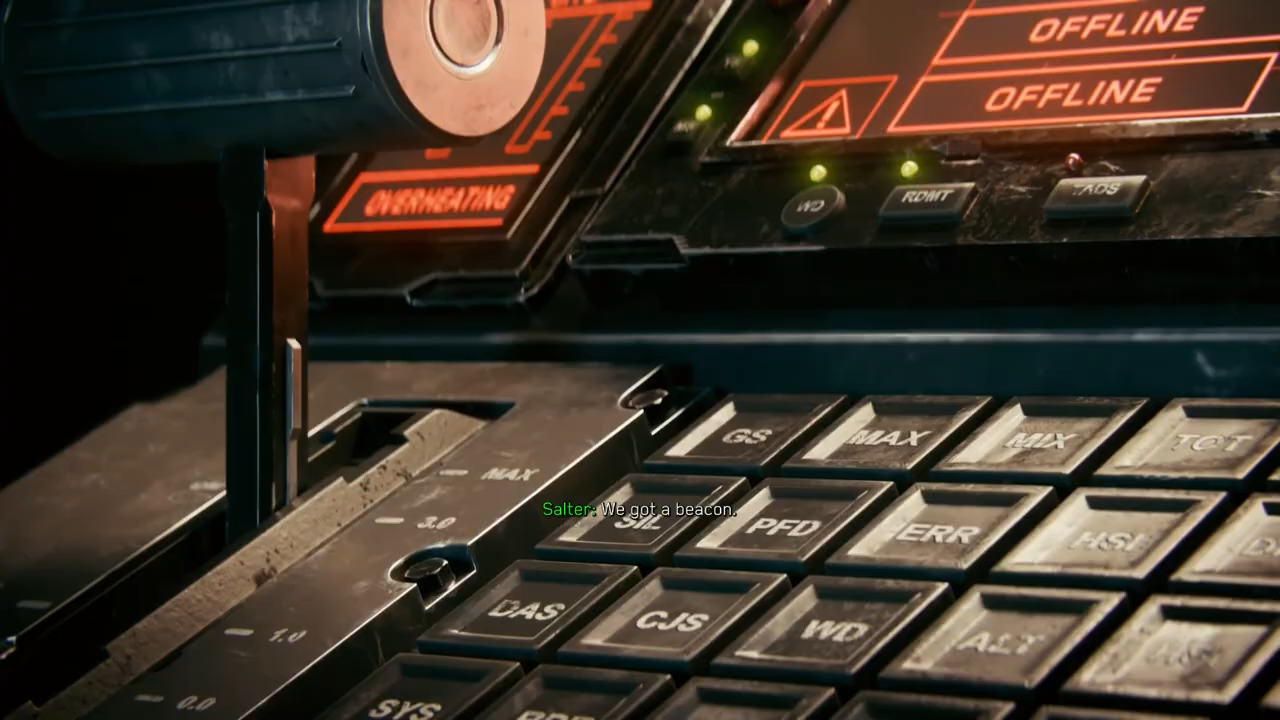 OFFLINE
OFFLINE
OVERHEATING
WD
RDMT
TADS
GS
MAX
MIX
TCT
MAX
3.0
Salter: We got a beacon.
SIL
PFD
ERR
HSI
DAS
CJS
WD
ALT
1.0
0.0
SYS